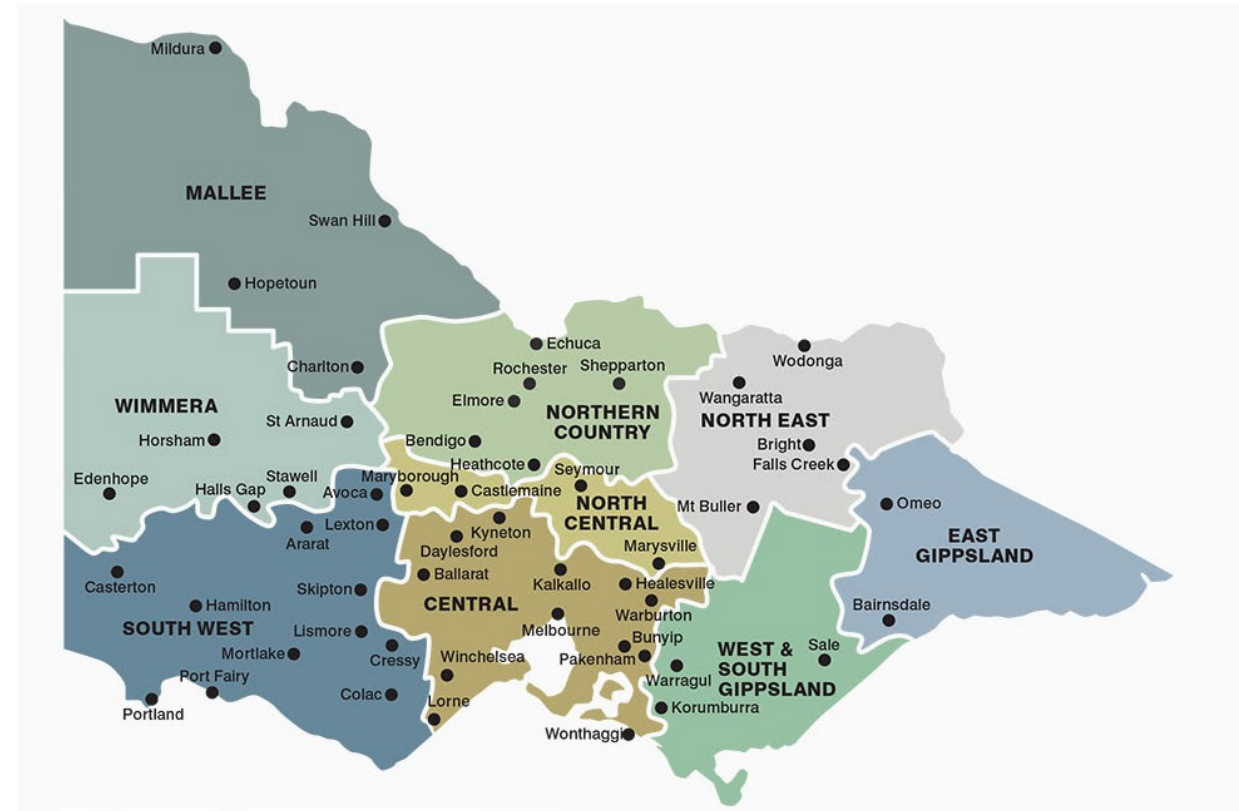 Mildura
MALLEE
Swan Hill
Hopetoun
Echuca
Wodonga
Rochester
Shepparton
Charlton
Wangaratta
Elmore
WIMMERA
NORTHERN
COUNTRY
NORTH EAST
St Arnaud
Horsham
Bendigo
Bright
Heathcote
Seymour
Falls Creek
Edenhope
Halls Gap
Stawell
Avoca
Maryborough
Castlemaine
NORTH
CENTRAL
Mt Buller
Omeo
Lexton
Ararat
Kyneton
Daylesford
Marysville
EAST
GIPPSLAND
Casterton
Skipton
Ballarat
Kalkallo
Healesville
Hamilton
CENTRAL
Warburton
Bairnsdale
SOUTH WEST
Lismore
Melbourne
Bunyip
Mortlake
Cressy
Winchelsea
Pakenham
WEST &
SOUTH
GIPPSLAND
Sale
Port Fairy
Warragul
Portland
Colac
Lorne
Korumburra
Wonthaggi